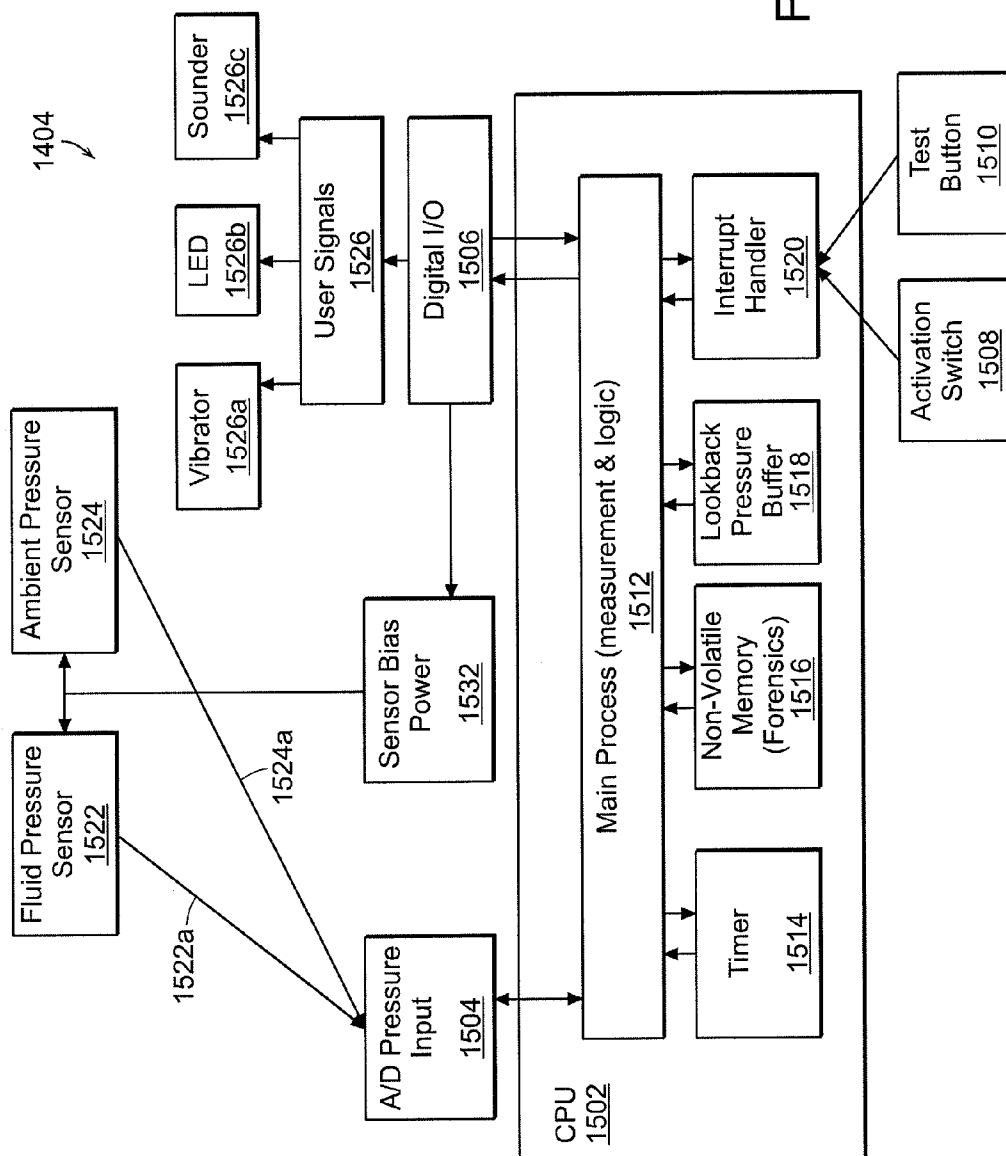 1404
Fluid Pressure
Sensor
1522
Ambient Pressure
Sensor
1524
Vibrator
1526a
LED
1526b
Sounder
1526c
1522a
1524a
User Signals
1526
A/D Pressure
Input
1504
Sensor Bias
Power
1532
Digital I/O
1506
CPU
1502
Main Process (measurement & logic)
1512
Timer
1514
Non-Volatile
Memory
(Forensics)
1516
Lookback
Pressure
Buffer
1518
Interrupt
Handler
1520
Activation
Switch
1508
Test
Button
1510